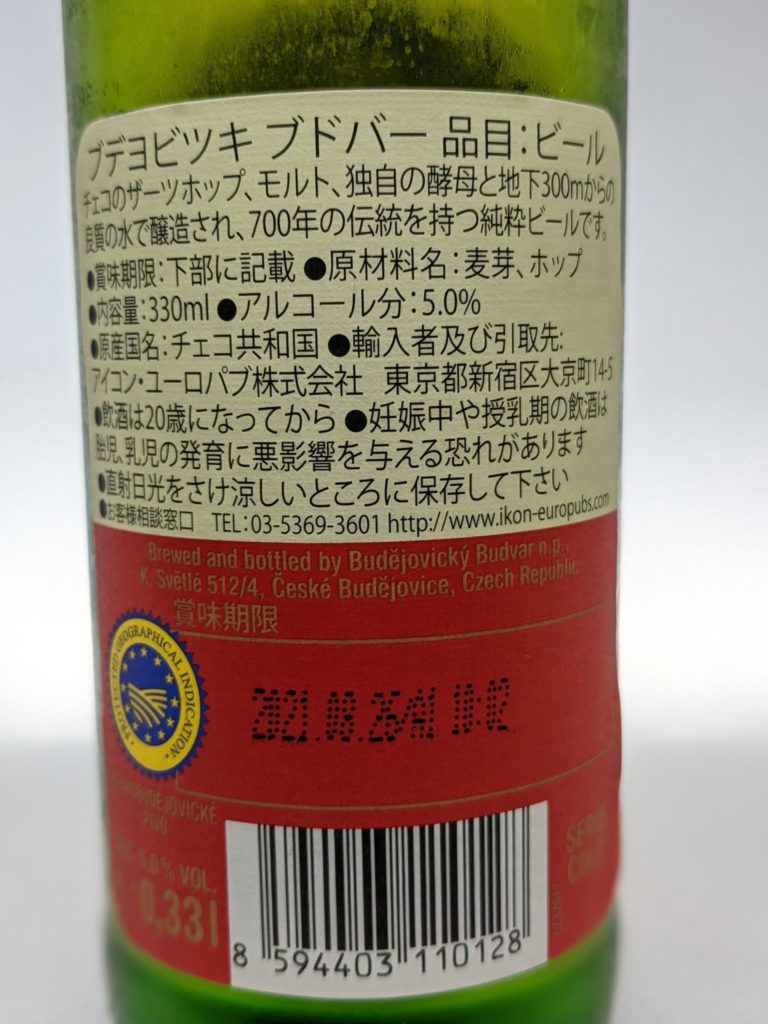 ブデヨビツキ ブドバー 品目:ビール
チェコのザーツホップ、モルト、独自の酵母と地下300mからの
良質の水で醸造され、700年の伝統を持つ純粋ビールです。
●賞味期限:下部に記載 ●原材料名:麦芽、ホップ
●内容量:330ml ●アルコール分:5.0%
●原産国名:チェコ共和国 ●輸入者及び引取先:
アイコン・ユーロパブ株式会社 東京都新宿区大京町14-5
●飲酒は20歳になってから ●妊娠中や授乳期の飲酒は
胎児、乳児の発育に悪影響を与える恐れがあります
●直射日光をさけ涼しいところに保存して下さい
●お客様相談窓口 TEL:03-5369-3601 http://www.ikon-europubs.com
Brewed and bottled by Budějovický Budvar n.p.,
K. Světlé 512/4, České Budějovice, Czech Republic
賞味期限
PROTECTED GEOGRAPHICAL INDICATION
2021.08.26 10:02
PIVO
5,0% VOL.
0,33l
8 594403 110128